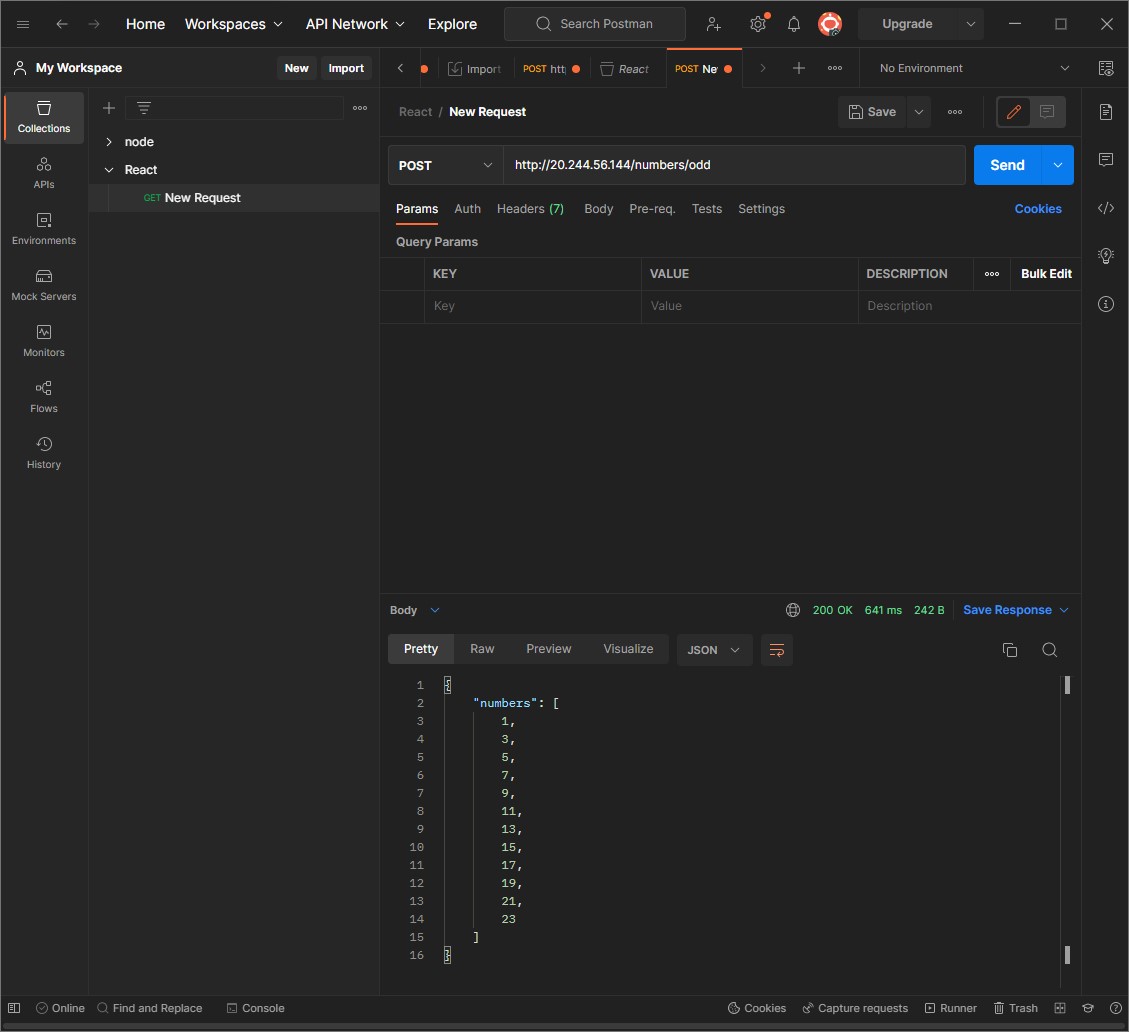 Home Workspaces API Network Explore Search Postman Upgrade
My Workspace New Import
Import POST htt React POST Ne No Environment
Collections
APIs
Environments
Mock Servers
Monitors
Flows
History
node
React
GET New Request
React / New Request Save
POST http://20.244.56.144/numbers/odd Send
Params Auth Headers (7) Body Pre-req. Tests Settings Cookies
Query Params
KEY VALUE DESCRIPTION Bulk Edit
Key Value Description
Body 200 OK 641 ms 242 B Save Response
Pretty Raw Preview Visualize JSON
1 {
2 "numbers": [
3 1,
4 3,
5 5,
6 7,
7 9,
8 11,
9 13,
10 15,
11 17,
12 19,
13 21,
14 23
15 ]
16 }
Online Find and Replace Console Cookies Capture requests Runner Trash